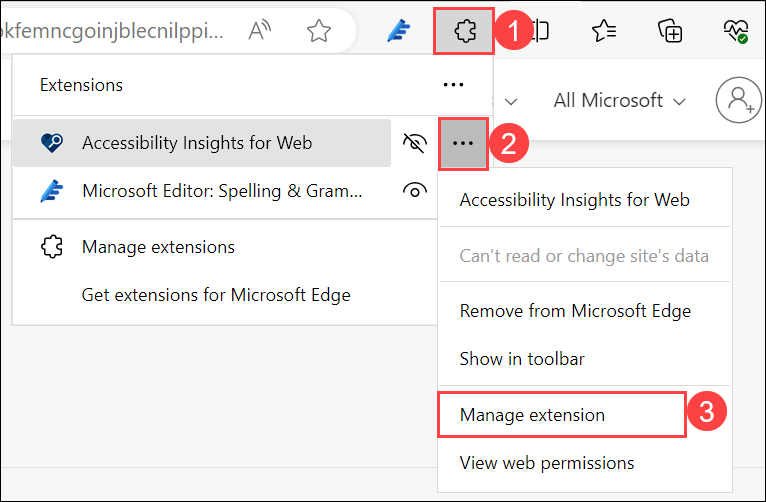 okfemncgoinjblecnilppi...
1
All Microsoft
Extensions
Accessibility Insights for Web
2
Microsoft Editor: Spelling & Gram...
Manage extensions
Get extensions for Microsoft Edge
Accessibility Insights for Web
Can't read or change site's data
Remove from Microsoft Edge
Show in toolbar
Manage extension
3
View web permissions